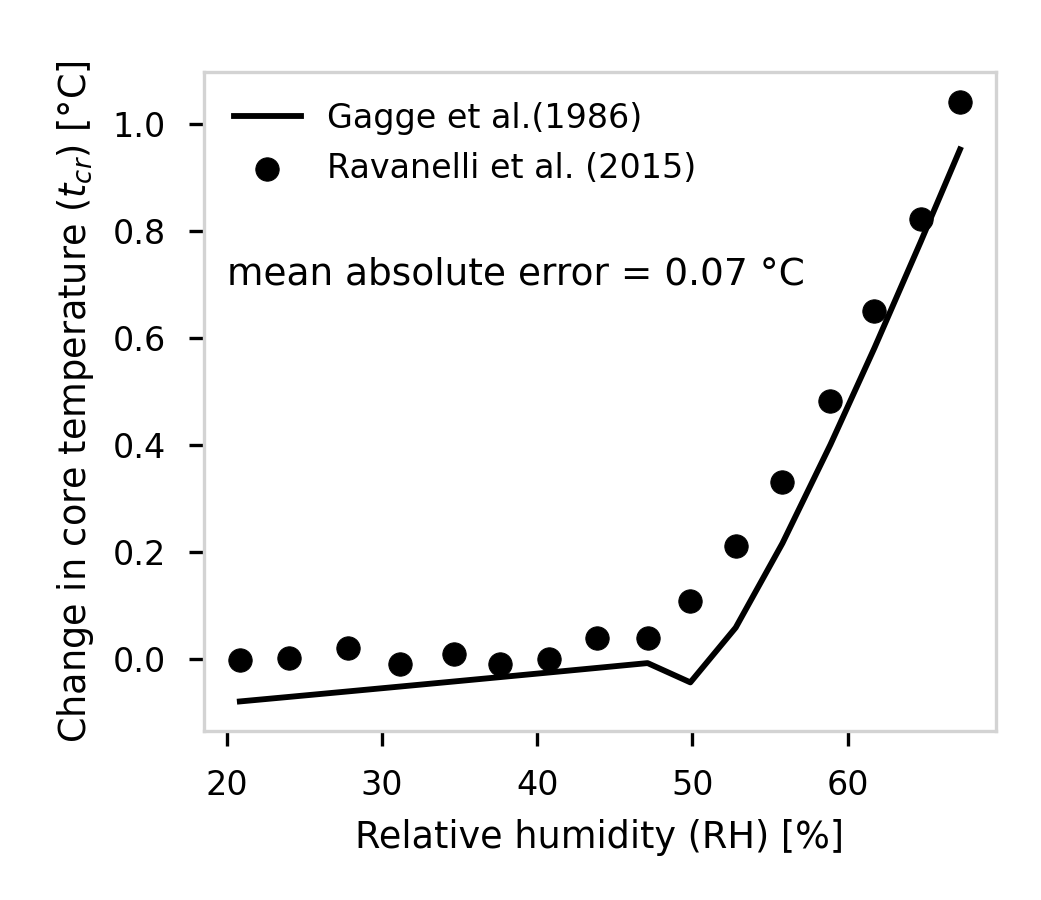 Gagge et al.(1986)
Ravanelli et al. (2015)
mean absolute error = 0.07 °C
Change in core temperature (t_cr) [°C]
1.0
0.8
0.6
0.4
0.2
0.0
20 30 40 50 60
Relative humidity (RH) [%]